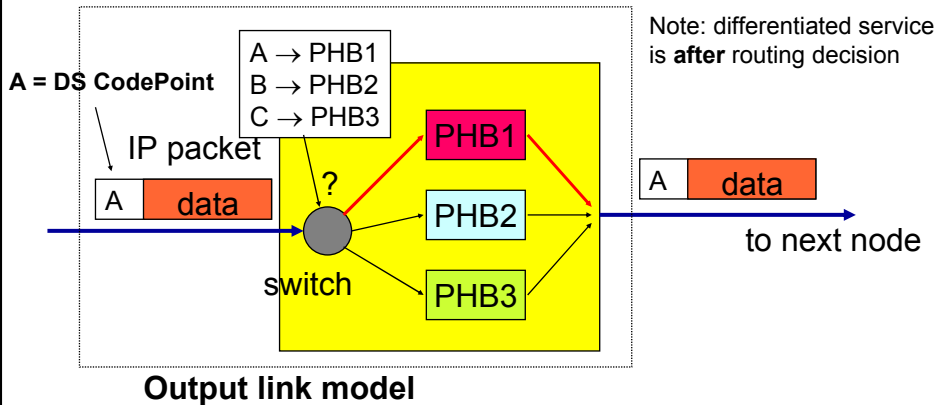 Note: differentiated service
is after routing decision
A → PHB1
B → PHB2
C → PHB3
A = DS CodePoint
IP packet
A data
?
switch
PHB1
PHB2
PHB3
A data
to next node
Output link model